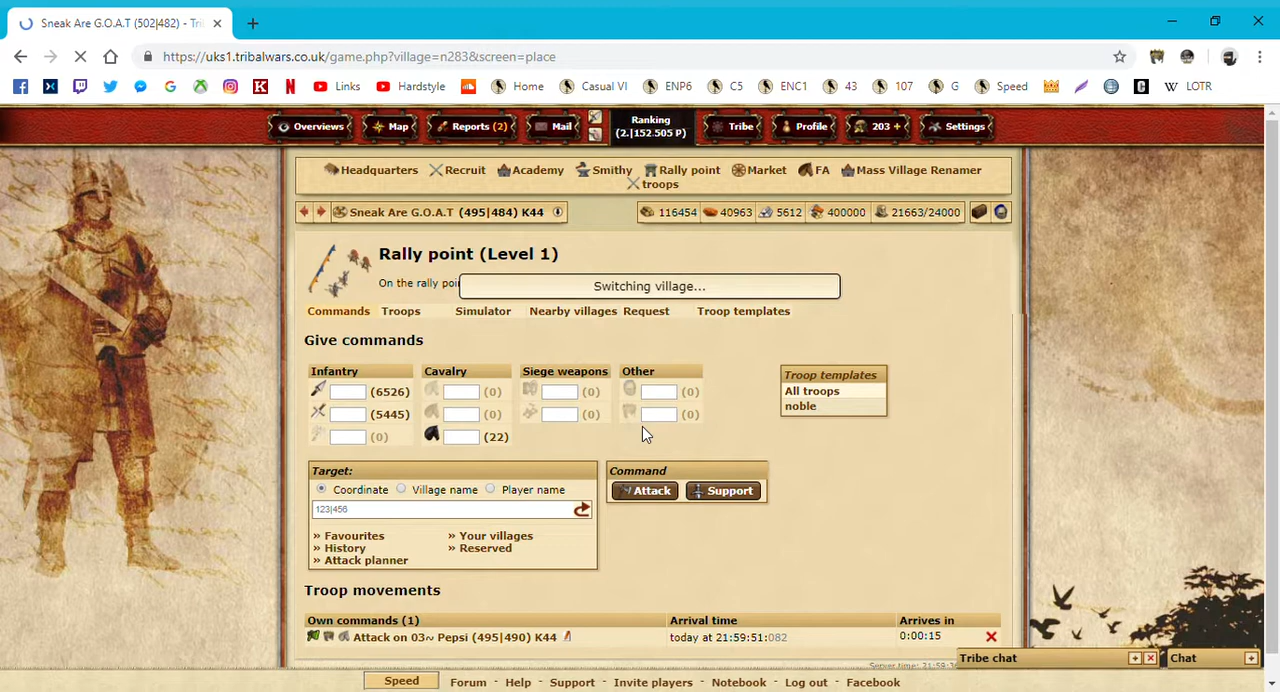 Sneak Are G.O.A.T (502|482) - Tri
https://uks1.tribalwars.co.uk/game.php?village=n283&screen=place
Links Hardstyle Home Casual VI ENP6 C5 ENC1 43 107 G Speed LOTR
Overviews Map Reports (2) Mail Ranking (2.|152.505 P) Tribe Profile 203 + Settings
Headquarters Recruit Academy Smithy Rally point Market FA Mass Village Renamer
troops
Sneak Are G.O.A.T (495|484) K44 116454 40963 5612 400000 21663/24000
Rally point (Level 1)
On the rally poi
Switching village...
Commands Troops Simulator Nearby villages Request Troop templates
Give commands
Infantry Cavalry Siege weapons Other Troop templates
(6526) (0) (0) (0) All troops
(5445) (0) (0) (0) noble
(0) (22)
Target: Command
Coordinate Village name Player name Attack Support
123|456
» Favourites » Your villages
» History » Reserved
» Attack planner
Troop movements
Own commands (1) Arrival time Arrives in
Attack on 03~ Pepsi (495|490) K44 today at 21:59:51:082 0:00:15
Tribe chat Chat
Speed Forum - Help - Support - Invite players - Notebook - Log out - Facebook